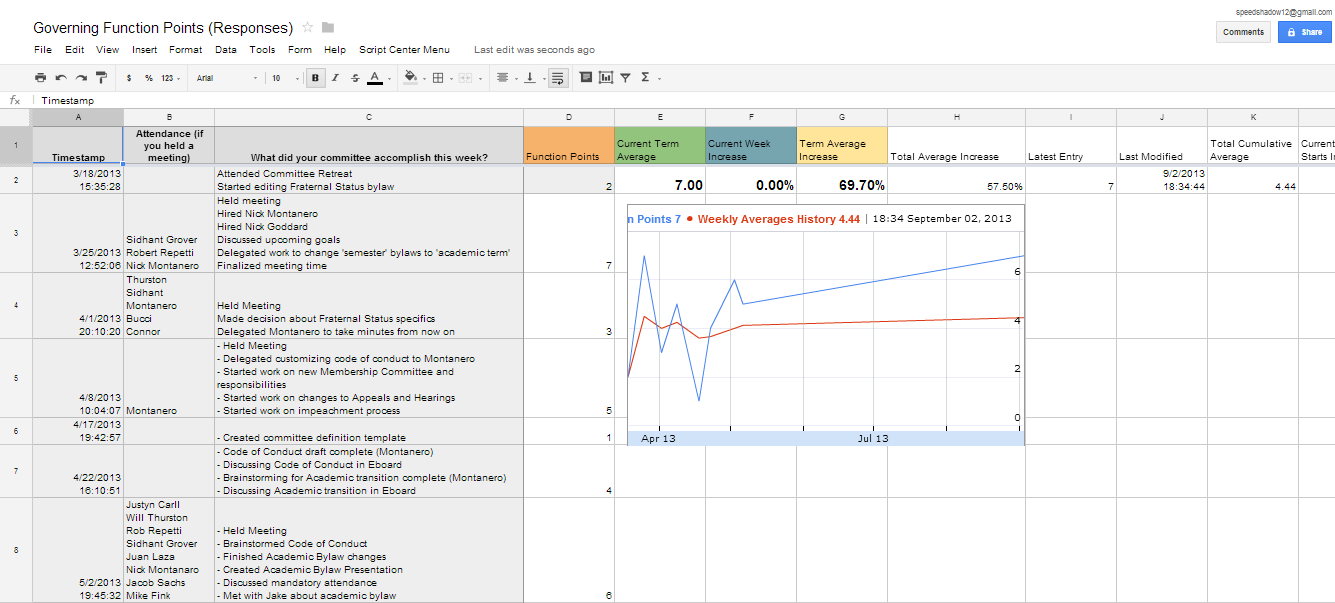 speedshadow12@gmail.com
Governing Function Points (Responses)
Comments
Share
File Edit View Insert Format Data Tools Form Help Script Center Menu Last edit was seconds ago
$ % 123 Arial 10 B I S A Σ
fx Timestamp
A B C D E F G H I J K
1
Timestamp
Attendance (if
you held a
meeting)
What did your committee accomplish this week?
Function Points
Current Term
Average
Current Week
Increase
Term Average
Increase
Total Average Increase
Latest Entry
Last Modified
Total Cumulative
Average
Current
Starts I
2
3/18/2013
15:35:28
Attended Committee Retreat
Started editing Fraternal Status bylaw
2
7.00
0.00%
69.70%
57.50%
7
9/2/2013
18:34:44
4.44
3
3/25/2013
12:52:06
Sidhant Grover
Robert Repetti
Nick Montanero
Held meeting
Hired Nick Montanero
Hired Nick Goddard
Discussed upcoming goals
Delegated work to change 'semester' bylaws to 'academic term'
Finalized meeting time
7
n Points 7 ● Weekly Averages History 4.44 | 18:34 September 02, 2013
6
4
2
0
Apr 13
Jul 13
4
4/1/2013
20:10:20
Thurston
Sidhant
Montanero
Bucci
Connor
Held Meeting
Made decision about Fraternal Status specifics
Delegated Montanero to take minutes from now on
3
5
4/8/2013
10:04:07
Montanero
- Held Meeting
- Delegated customizing code of conduct to Montanero
- Started work on new Membership Committee and
responsibilities
- Started work on changes to Appeals and Hearings
- Started work on impeachment process
5
6
4/17/2013
19:42:57
- Created committee definition template
1
7
4/22/2013
16:10:51
- Code of Conduct draft complete (Montanero)
- Discussing Code of Conduct in Eboard
- Brainstorming for Academic transition complete (Montanero)
- Discussing Academic transition in Eboard
4
8
5/2/2013
19:45:32
Justyn Carll
Will Thurston
Rob Repetti
Sidhant Grover
Juan Laza
Nick Montanaro
Jacob Sachs
Mike Fink
- Held Meeting
- Brainstormed Code of Conduct
- Finished Academic Bylaw changes
- Created Academic Bylaw Presentation
- Discussed mandatory attendance
- Met with Jake about academic bylaw
6